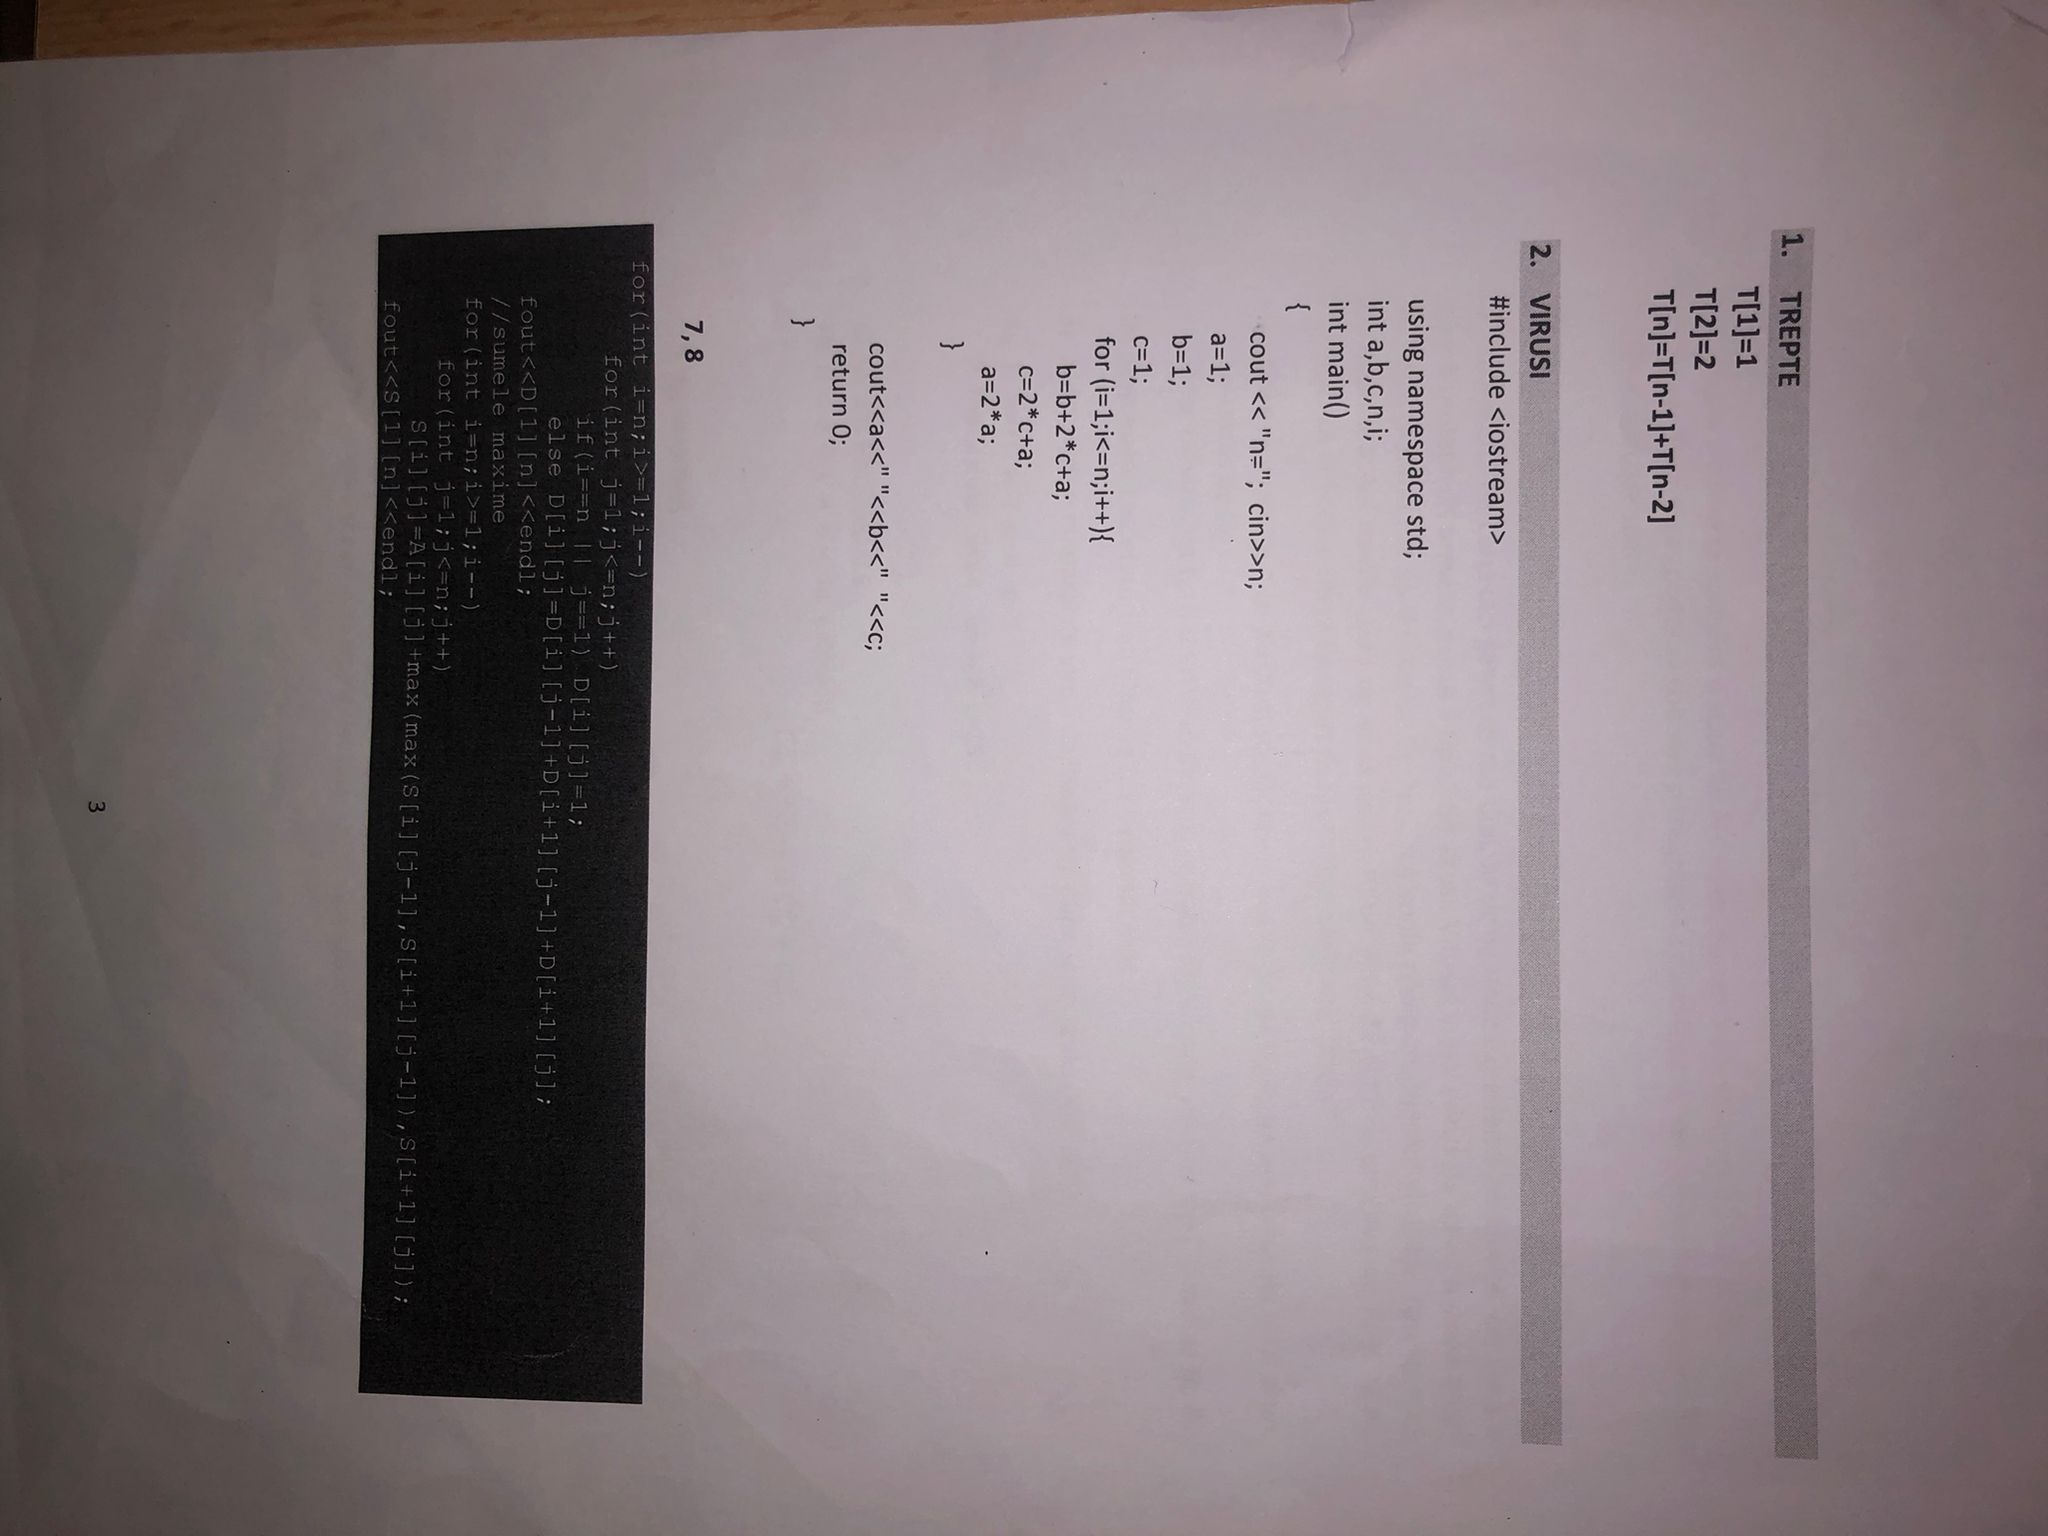 1. TREPTE
T[1]=1
T[2]=2
T[n]=T[n-1]+T[n-2]
2. VIRUSI
#include <iostream>
using namespace std;
int a,b,c,n,i;
int main()
{
cout << "n="; cin>>n;
a=1;
b=1;
c=1;
for (i=1;i<=n;i++){
b=b+2*c+a;
c=2*c+a;
a=2*a;
}
cout<<a<<" "<<b<<" "<<c;
return 0;
}
7, 8
for(int i=n;i>=1;i--)
for(int j=1;j<=n;j++)
if(i==n || j==1) D[i][j]=1;
else D[i][j]=D[i][j-1]+D[i+1][j-1]+D[i+1][j];
fout<<D[1][n]<<endl;
//sumele maxime
for(int i=n;i>=1;i--)
for(int j=1;j<=n;j++)
S[i][j]=A[i][j]+max(max(S[i][j-1],S[i+1][j-1]),S[i+1][j]);
fout<<S[1][n]<<endl;
3